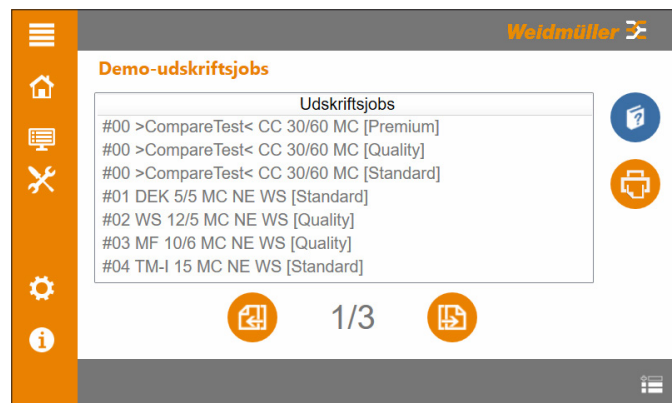 Weidmüller
Demo-udskriftsjobs
Udskriftsjobs
#00 >CompareTest< CC 30/60 MC [Premium]
#00 >CompareTest< CC 30/60 MC [Quality]
#00 >CompareTest< CC 30/60 MC [Standard]
#01 DEK 5/5 MC NE WS [Standard]
#02 WS 12/5 MC [Quality]
#03 MF 10/6 MC NE WS [Quality]
#04 TM-I 15 MC NE WS [Standard]
1/3